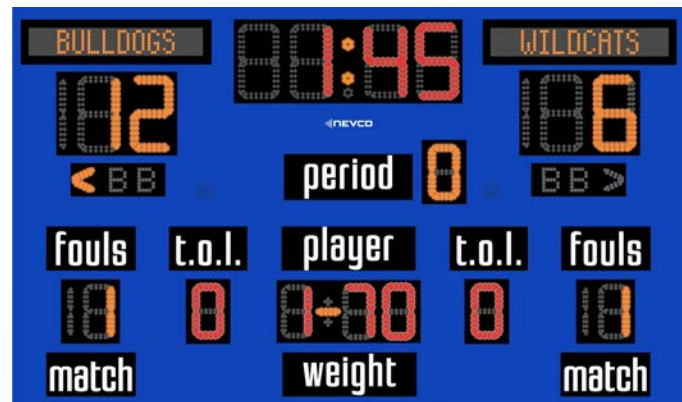 BULLDOGS 1:45 WILDCATS
12 6
NEVCO
< BB period 0 BB >
fouls t.o.l. player t.o.l. fouls
1 0 1-70 0 1
match weight match